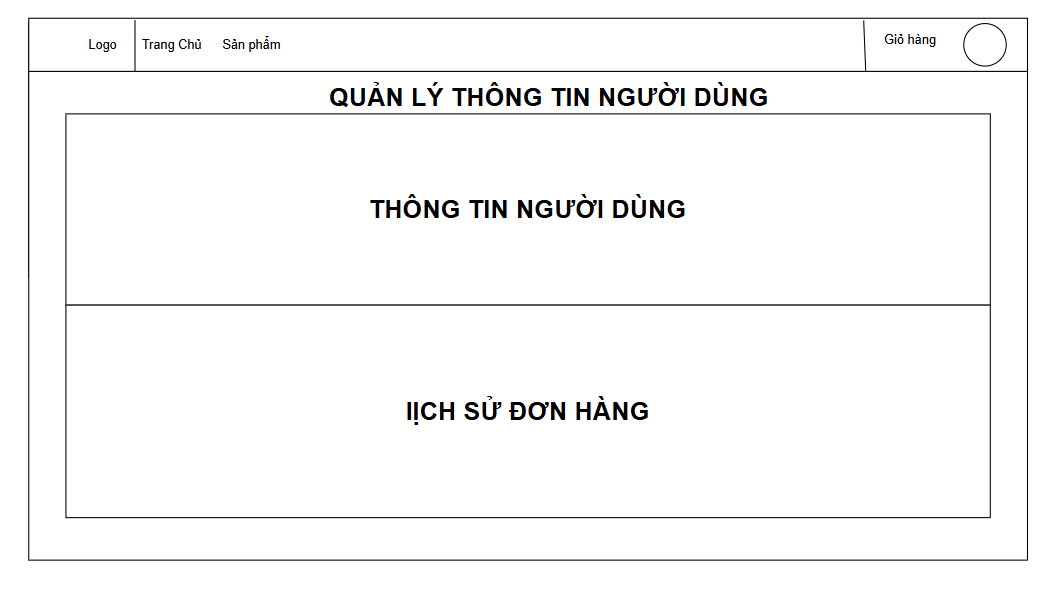 Logo Trang Chủ Sản phẩm Giỏ hàng
QUẢN LÝ THÔNG TIN NGƯỜI DÙNG
THÔNG TIN NGƯỜI DÙNG
lỊCH SỬ ĐƠN HÀNG